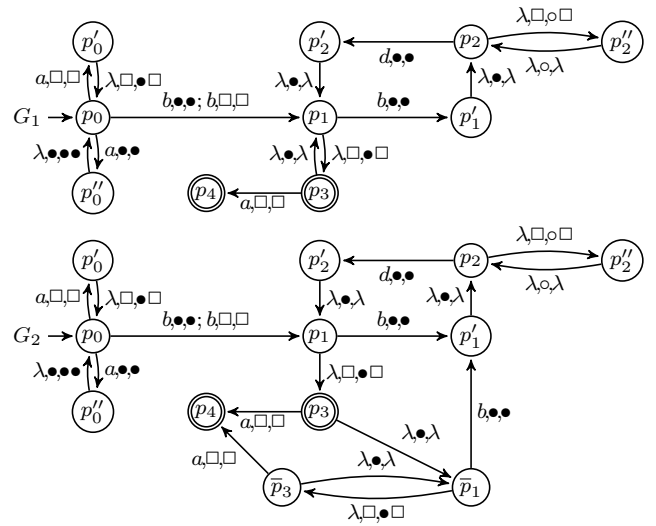 p′₀ p′₂ p₂ λ,□,○□ p″₂
a,□,□ λ,□,●□ d,●,● λ,○,λ
λ,●,λ λ,●,λ
G₁ p₀ b,●,●; b,□,□ p₁ b,●,● p′₁
λ,●,●● a,●,● λ,●,λ λ,□,●□
p″₀ p₄ a,□,□ p₃
p′₀ p′₂ p₂ λ,□,○□ p″₂
a,□,□ λ,□,●□ d,●,● λ,○,λ
λ,●,λ λ,●,λ
G₂ p₀ b,●,●; b,□,□ p₁ b,●,● p′₁
λ,●,●● a,●,● λ,□,●□
p″₀ p₄ a,□,□ p₃
λ,●,λ b,●,●
a,□,□ λ,●,λ
p̅₃ p̅₁
λ,□,●□